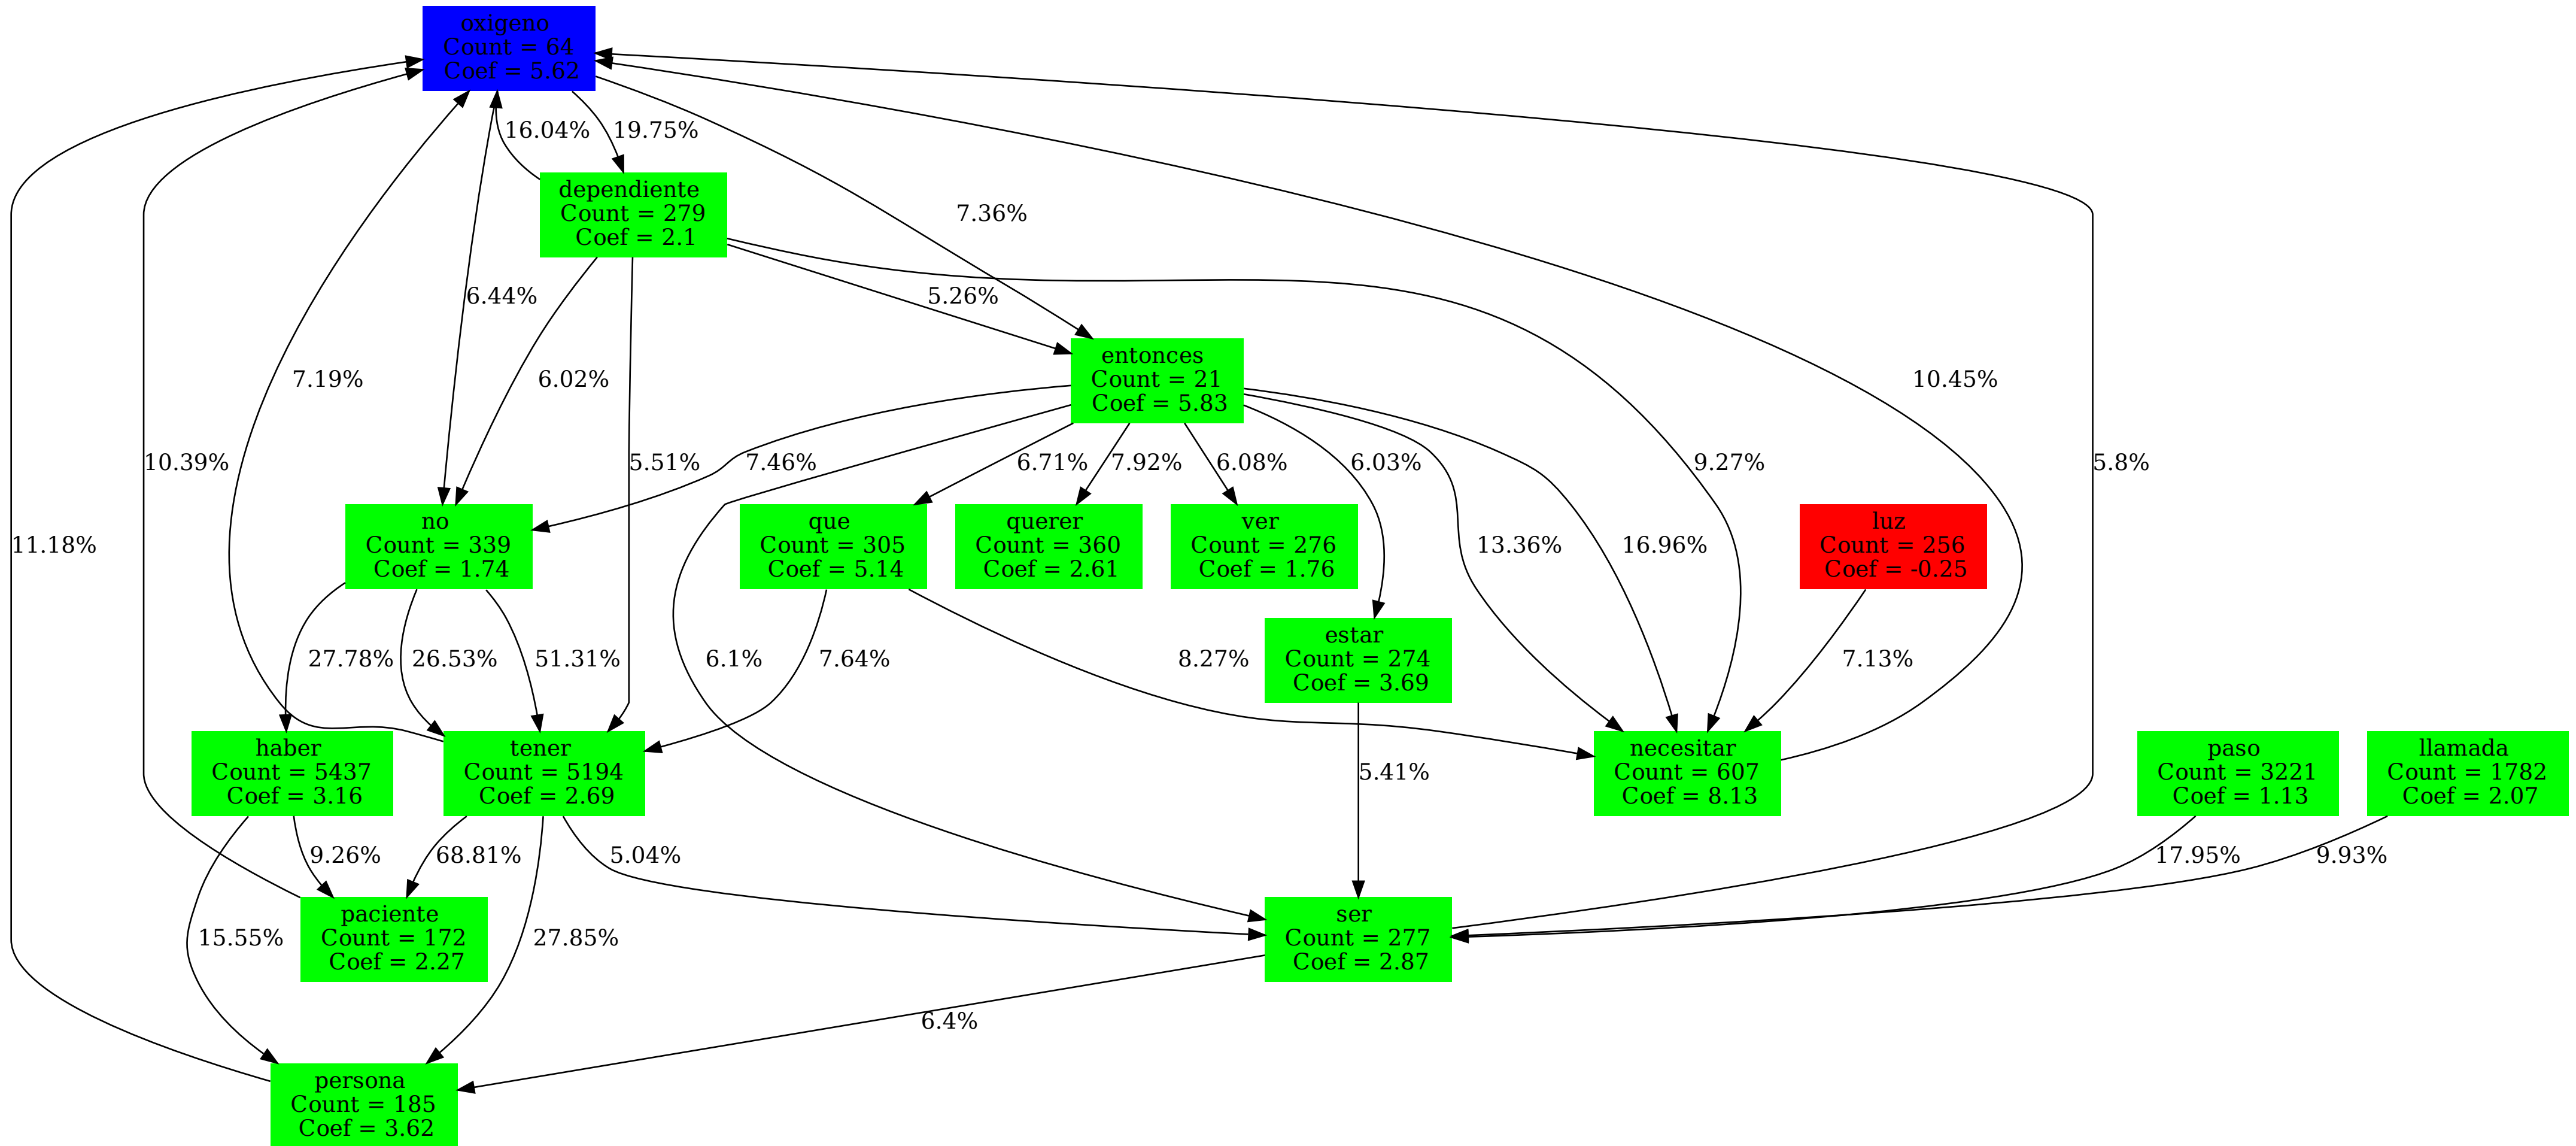 oxigeno
Count = 64
Coef = 5.62
16.04%
19.75%
dependiente
Count = 279
Coef = 2.1
7.36%
6.44%
5.26%
entonces
Count = 21
Coef = 5.83
7.19%
6.02%
10.45%
10.39%
5.51%
7.46%
6.71%
7.92%
6.08%
6.03%
9.27%
5.8%
11.18%
no
Count = 339
Coef = 1.74
que
Count = 305
Coef = 5.14
querer
Count = 360
Coef = 2.61
ver
Count = 276
Coef = 1.76
13.36%
16.96%
luz
Count = 256
Coef = -0.25
27.78%
26.53%
51.31%
6.1%
7.64%
8.27%
estar
Count = 274
Coef = 3.69
7.13%
haber
Count = 5437
Coef = 3.16
tener
Count = 5194
Coef = 2.69
5.41%
necesitar
Count = 607
Coef = 8.13
paso
Count = 3221
Coef = 1.13
llamada
Count = 1782
Coef = 2.07
9.26%
68.81%
5.04%
17.95%
9.93%
15.55%
paciente
Count = 172
Coef = 2.27
27.85%
ser
Count = 277
Coef = 2.87
6.4%
persona
Count = 185
Coef = 3.62